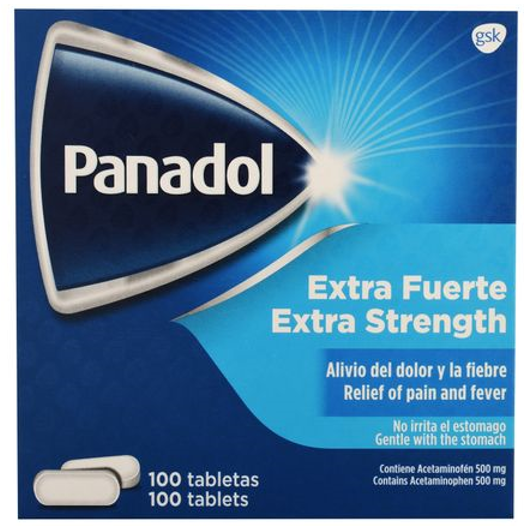 gsk
Panadol
Extra Fuerte
Extra Strength
Alivio del dolor y la fiebre
Relief of pain and fever
No irrita el estomago
Gentle with the stomach
100 tabletas
100 tablets
Contiene Acetaminofén 500 mg
Contains Acetaminophen 500 mg